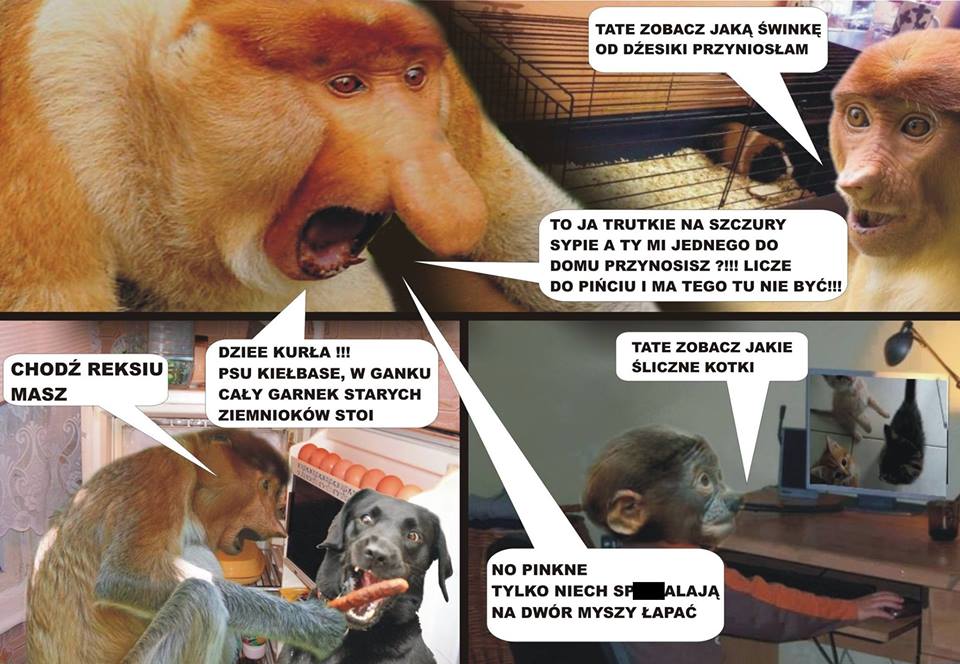 TATE ZOBACZ JAKĄ ŚWINKĘ
OD DŹESIKI PRZYNIOSŁAM
TO JA TRUTKIE NA SZCZURY
SYPIE A TY MI JEDNEGO DO
DOMU PRZYNOSISZ ?!!! LICZE
DO PIŃCIU I MA TEGO TU NIE BYĆ!!!
CHODŹ REKSIU
MASZ
DZIEE KURŁA !!!
PSU KIEŁBASE, W GANKU
CAŁY GARNEK STARYCH
ZIEMNIOKÓW STOI
TATE ZOBACZ JAKIE
ŚLICZNE KOTKI
NO PINKNE
TYLKO NIECH SP ALAJĄ
NA DWÓR MYSZY ŁAPAĆ